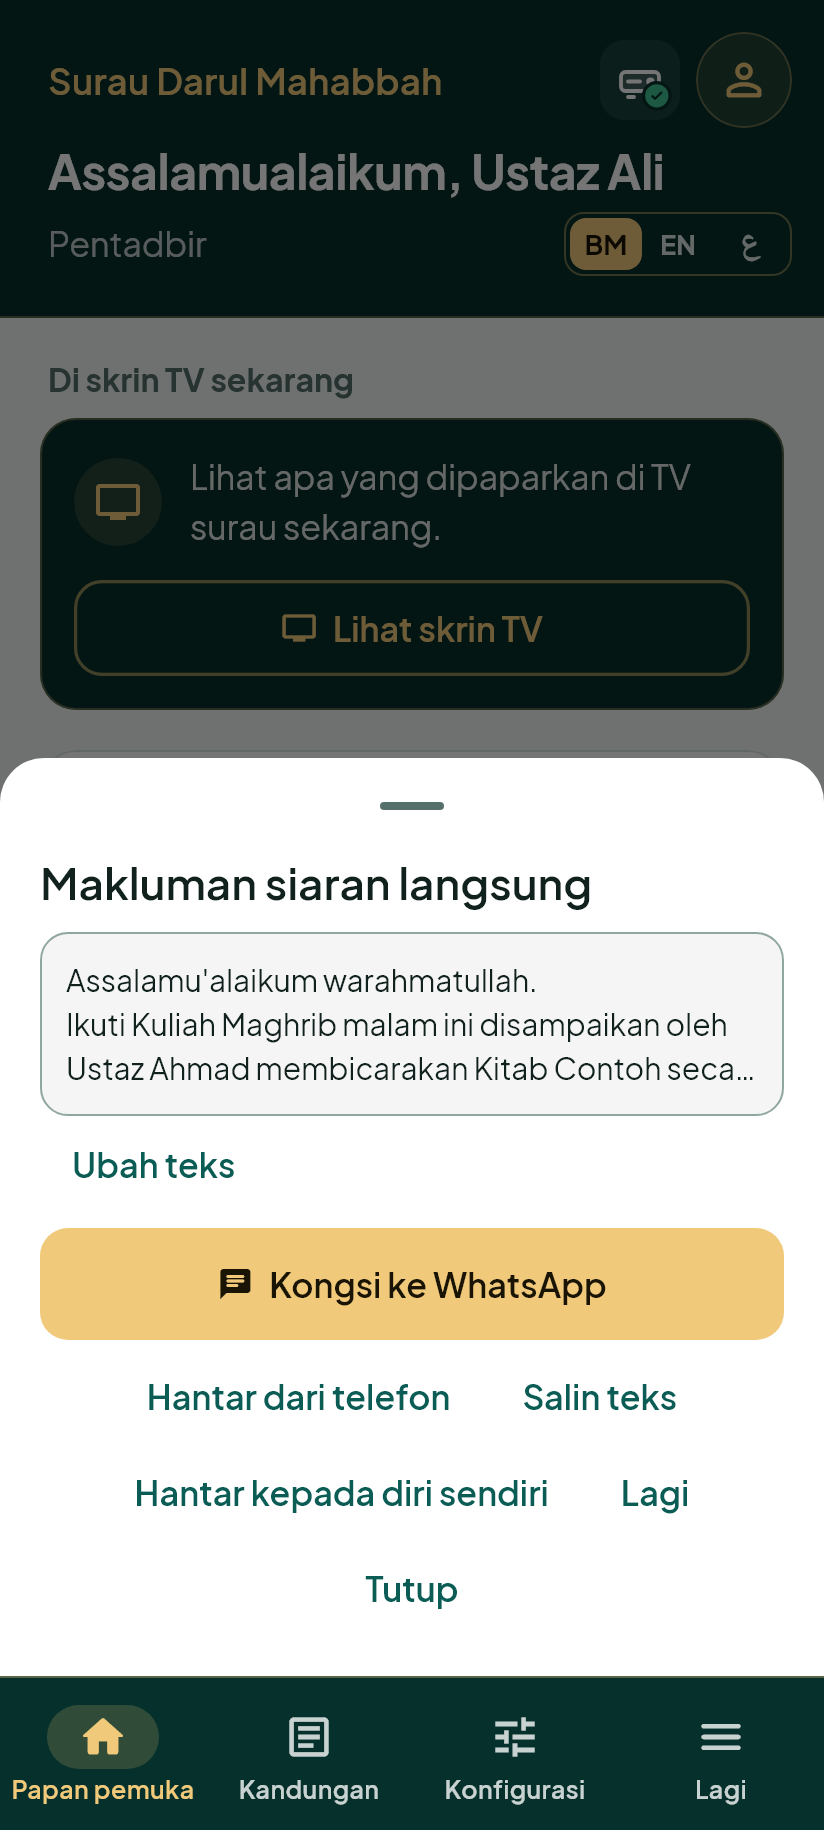 Surau Darul Mahabbah
Assalamualaikum, Ustaz Ali
Pentadbir
BM EN ع
Di skrin TV sekarang
Lihat apa yang dipaparkan di TV
surau sekarang.
Lihat skrin TV
Makluman siaran langsung
Assalamu'alaikum warahmatullah.
Ikuti Kuliah Maghrib malam ini disampaikan oleh
Ustaz Ahmad membicarakan Kitab Contoh seca...
Ubah teks
Kongsi ke WhatsApp
Hantar dari telefon Salin teks
Hantar kepada diri sendiri Lagi
Tutup
Papan pemuka Kandungan Konfigurasi Lagi